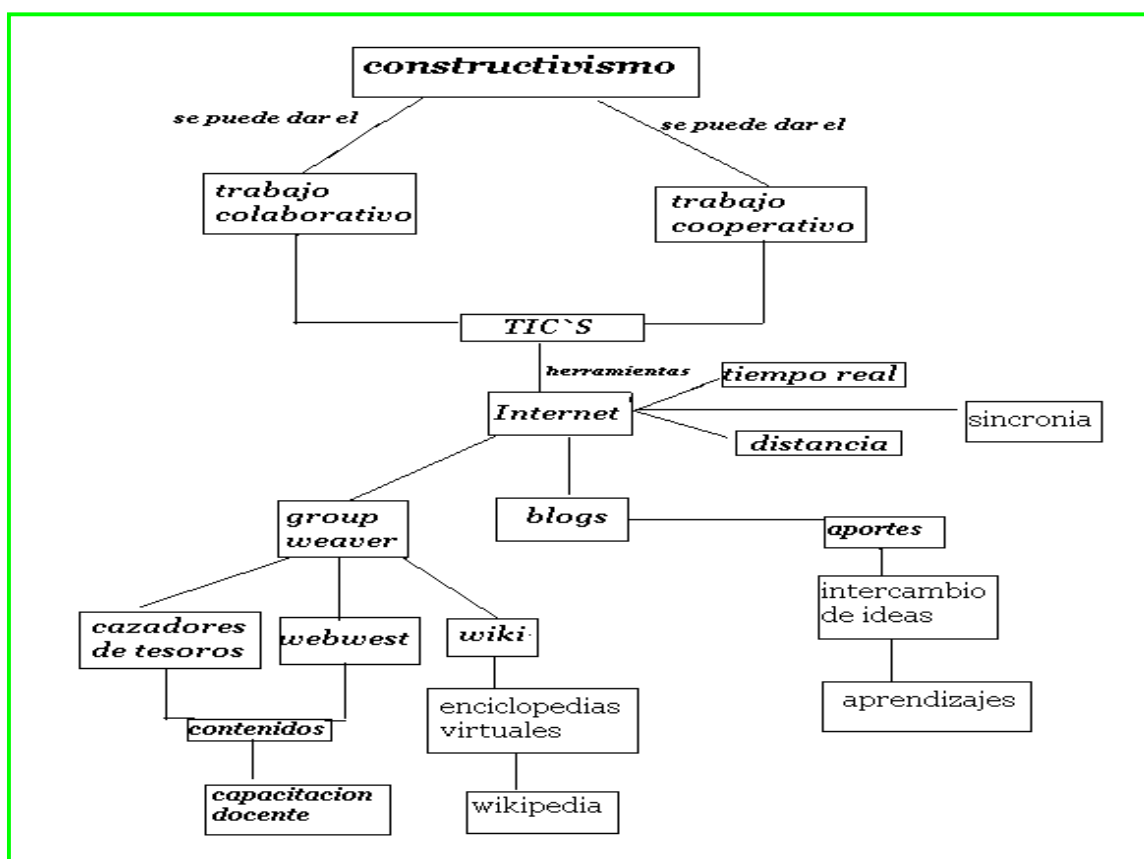 constructivismo
se puede dar el
se puede dar el
trabajo
colaborativo
trabajo
cooperativo
TIC`S
herramientas
tiempo real
Internet
sincronia
distancia
group
weaver
blogs
aportes
intercambio
de ideas
cazadores
de tesoros
webwest
wiki
aprendizajes
enciclopedias
virtuales
contenidos
capacitacion
docente
wikipedia